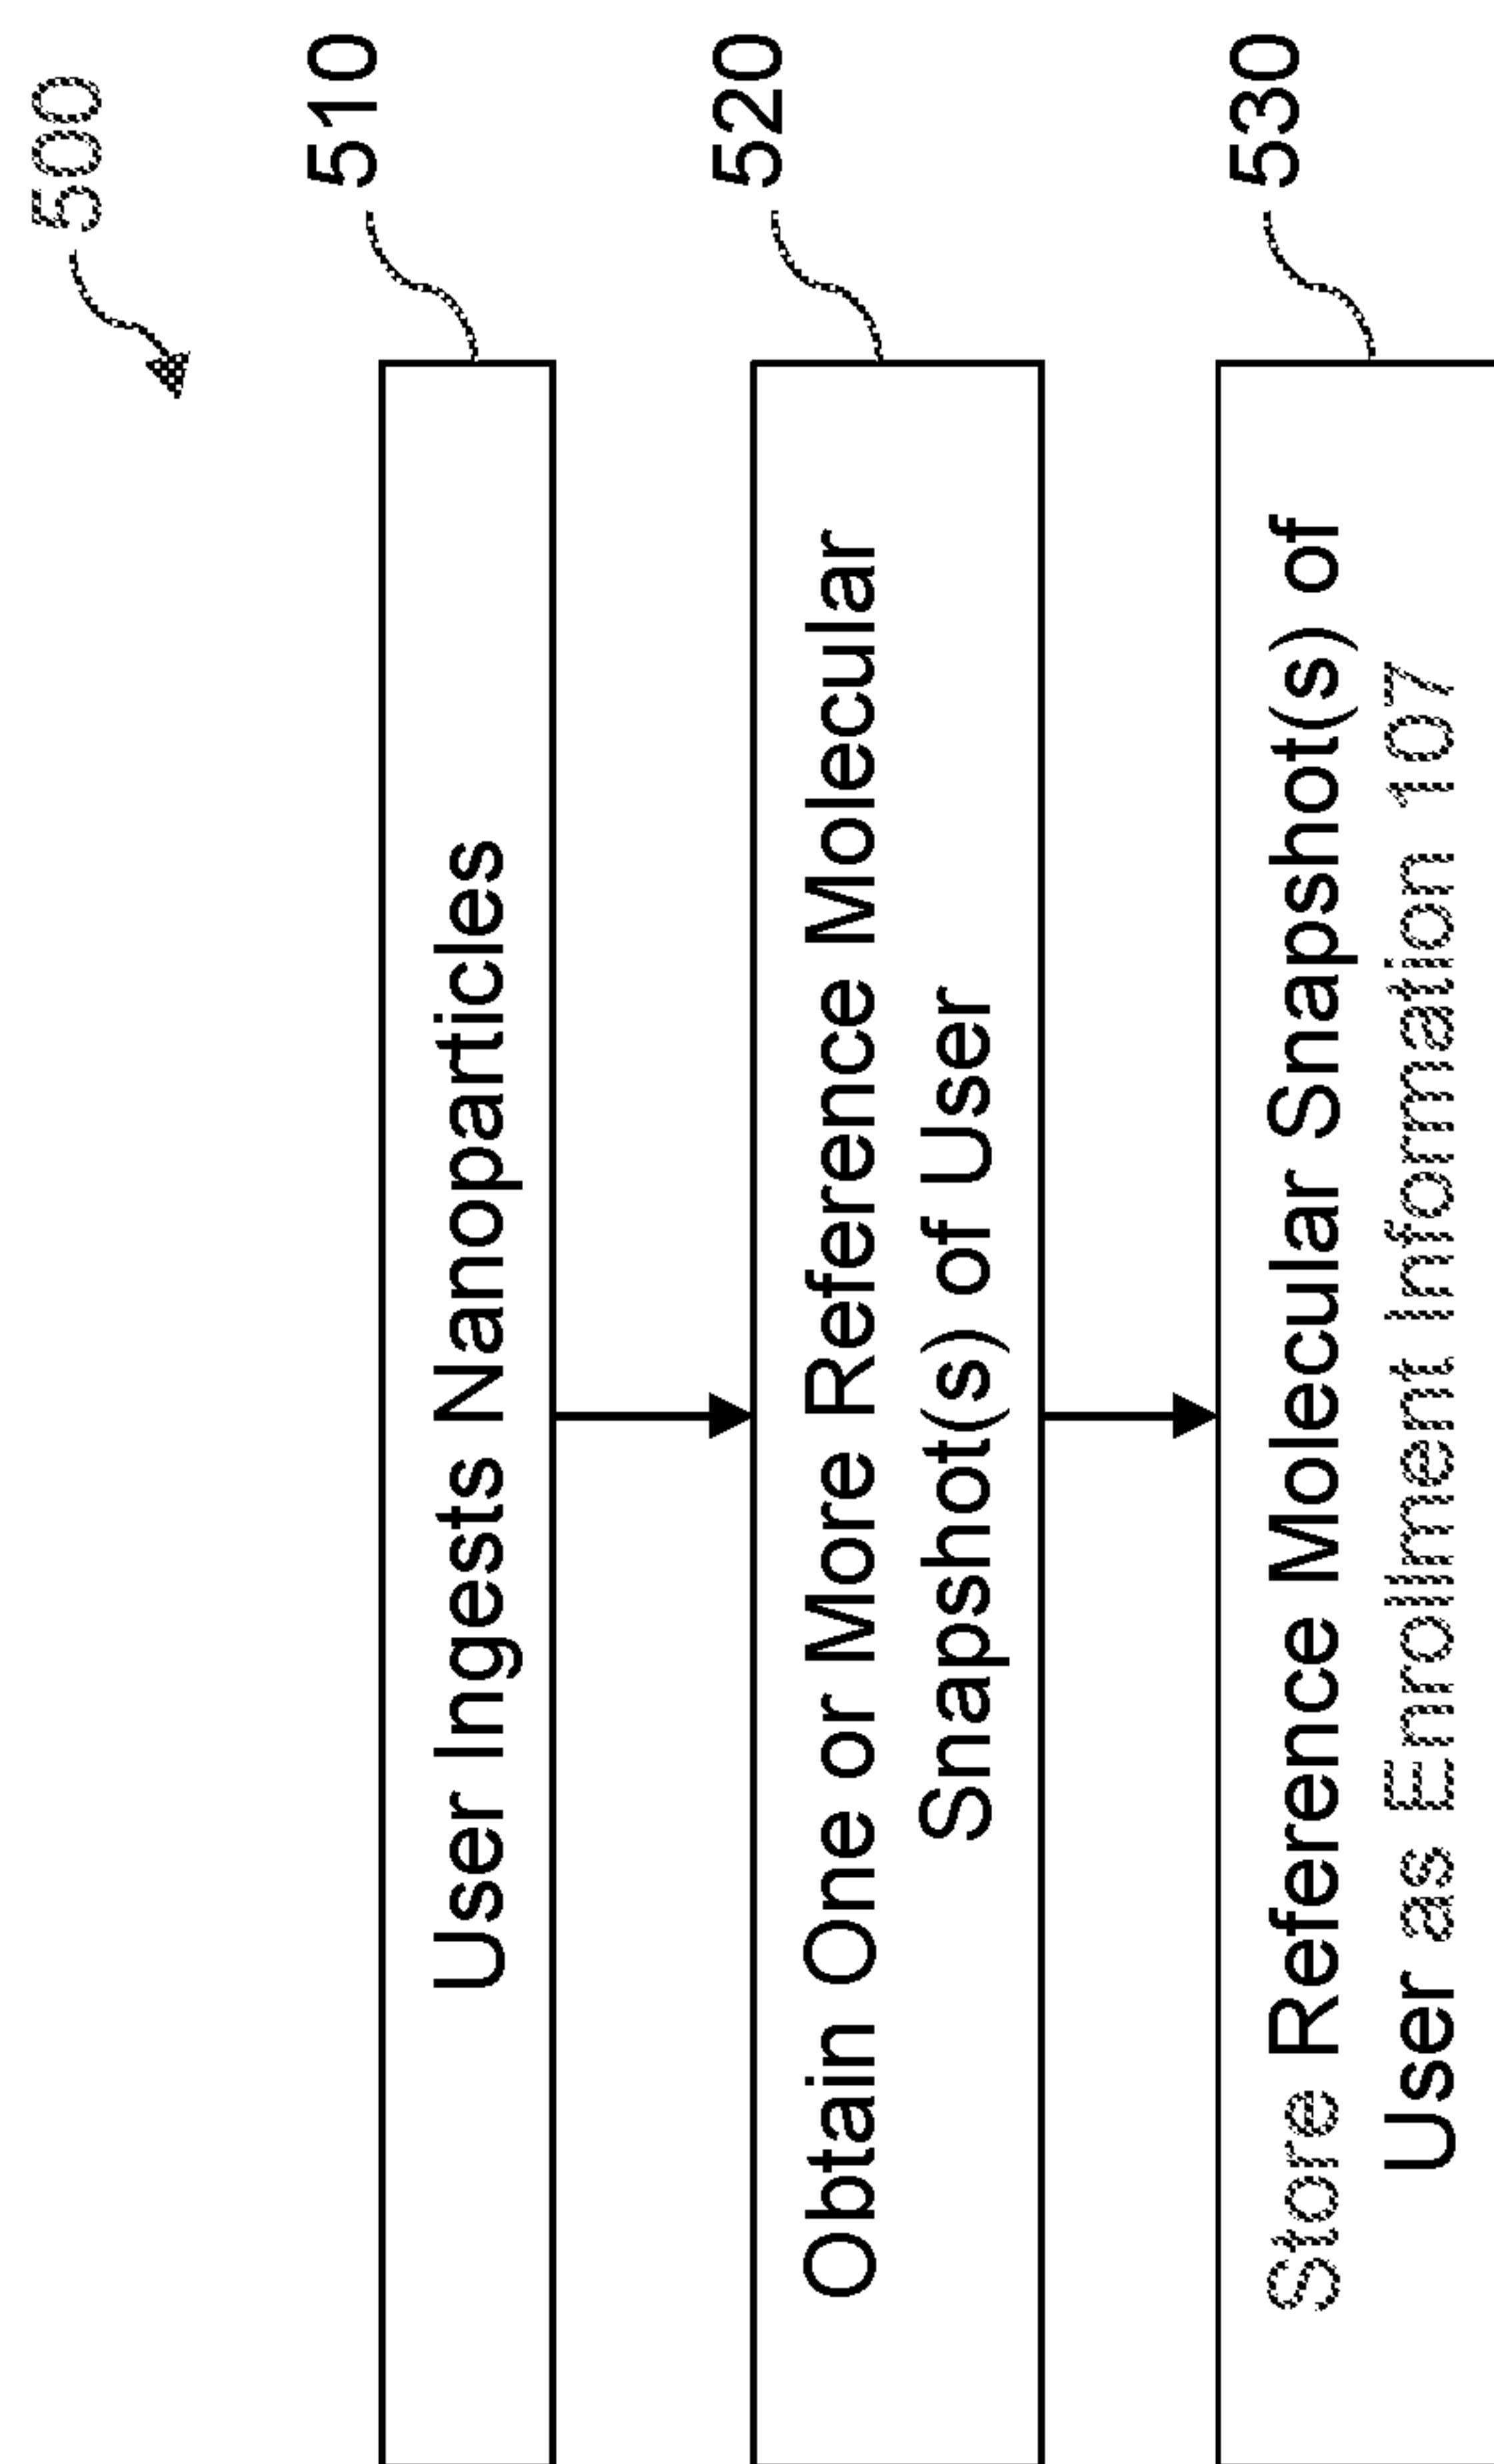 500
510
User Ingests Nanoparticles
520
Obtain One or More Reference Molecular
Snapshot(s) of User
530
Store Reference Molecular Snapshot(s) of
User as Enrollment Information 107